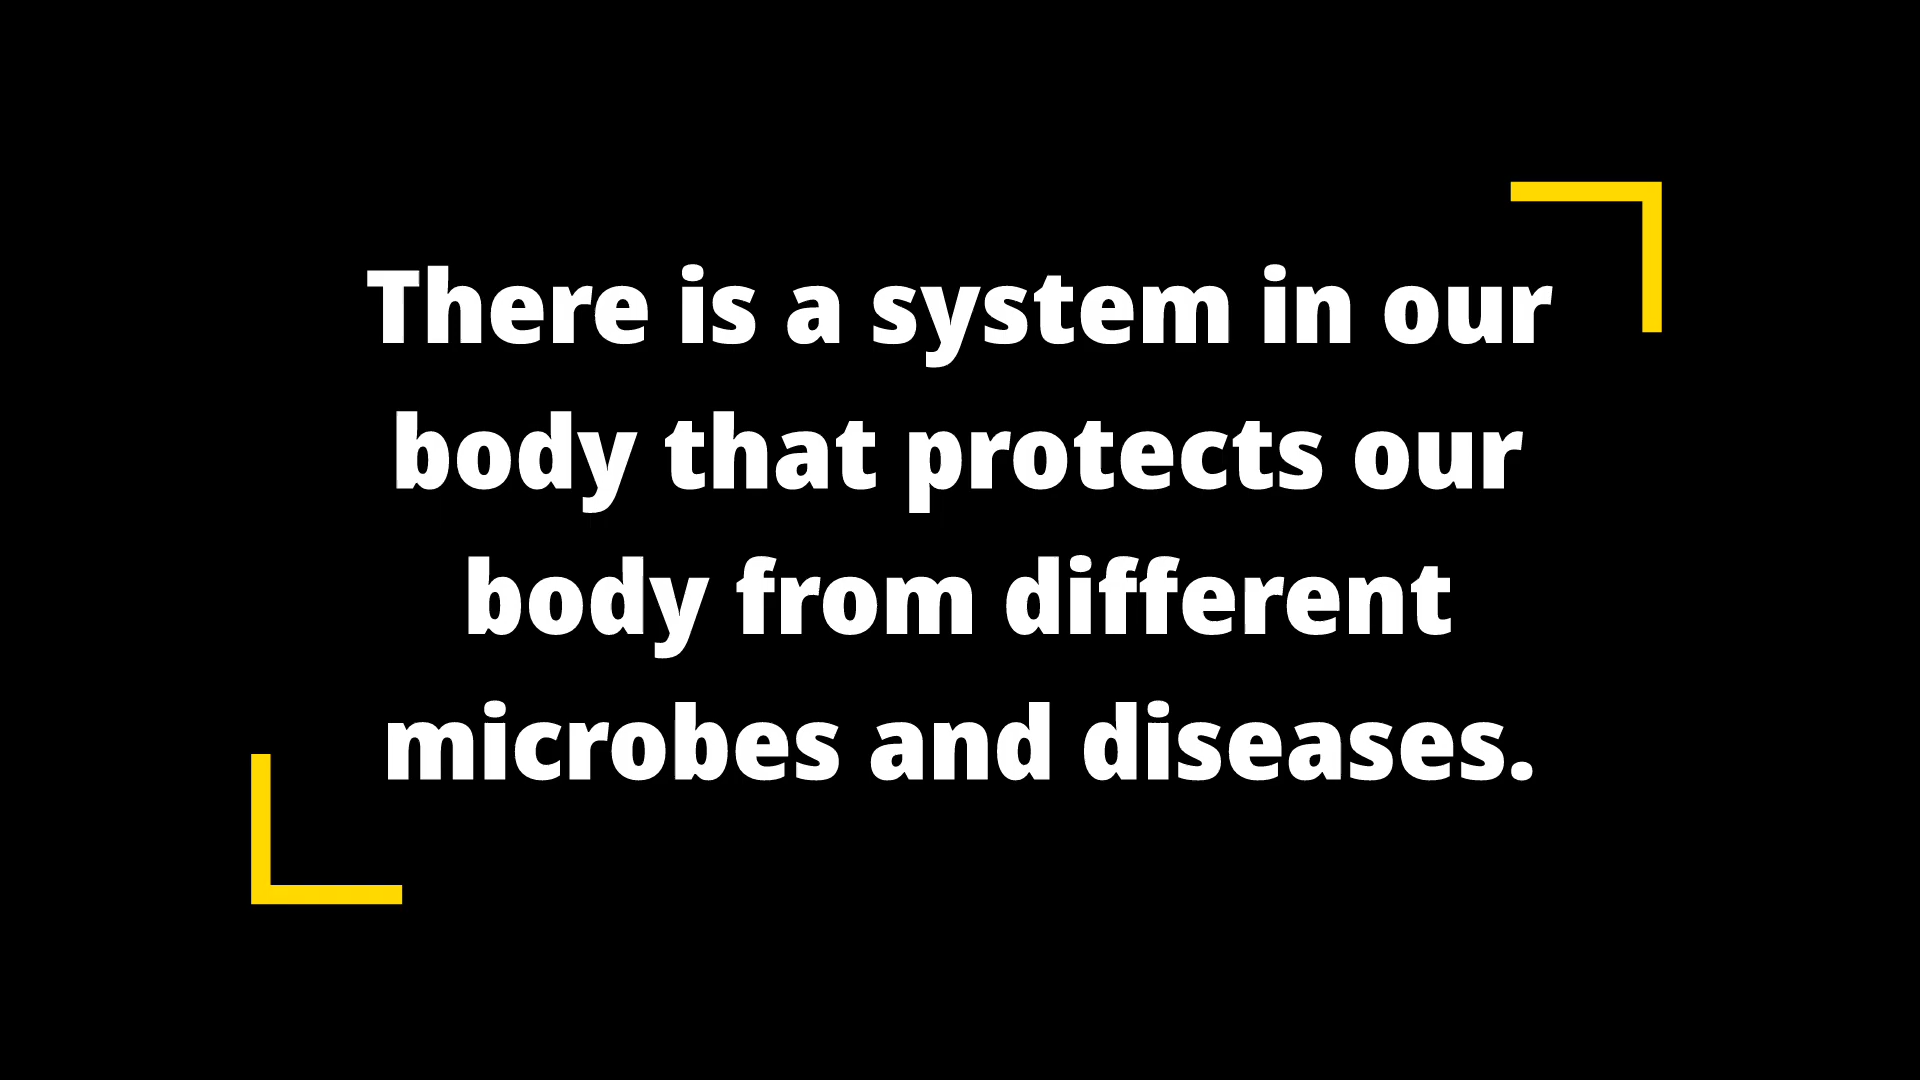 There is a system in our
body that protects our
body from different
microbes and diseases.